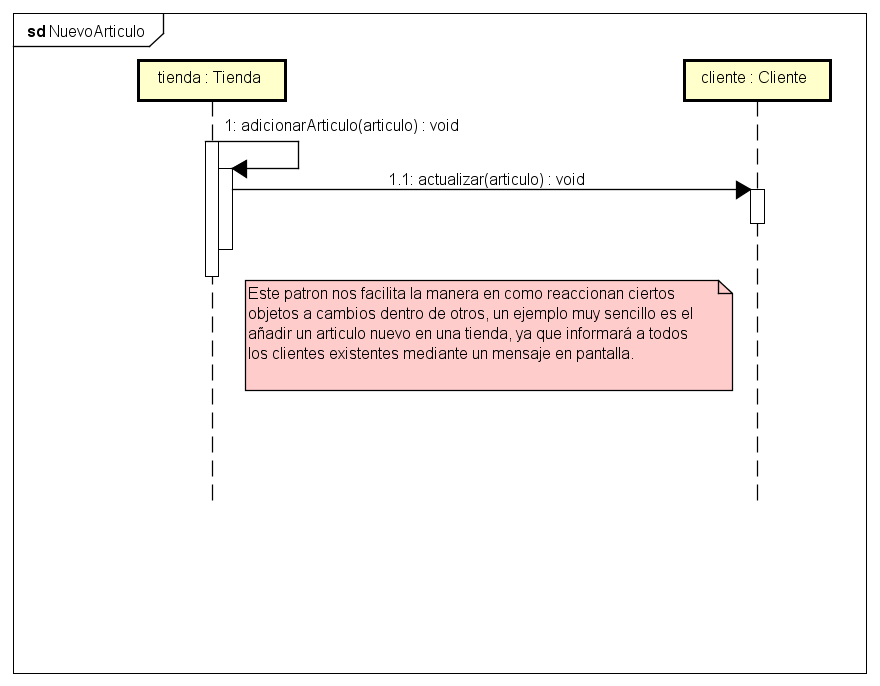 sd NuevoArticulo
tienda : Tienda
cliente : Cliente
1: adicionarArticulo(articulo) : void
1.1: actualizar(articulo) : void
Este patron nos facilita la manera en como reaccionan ciertos
objetos a cambios dentro de otros, un ejemplo muy sencillo es el
añadir un articulo nuevo en una tienda, ya que informará a todos
los clientes existentes mediante un mensaje en pantalla.